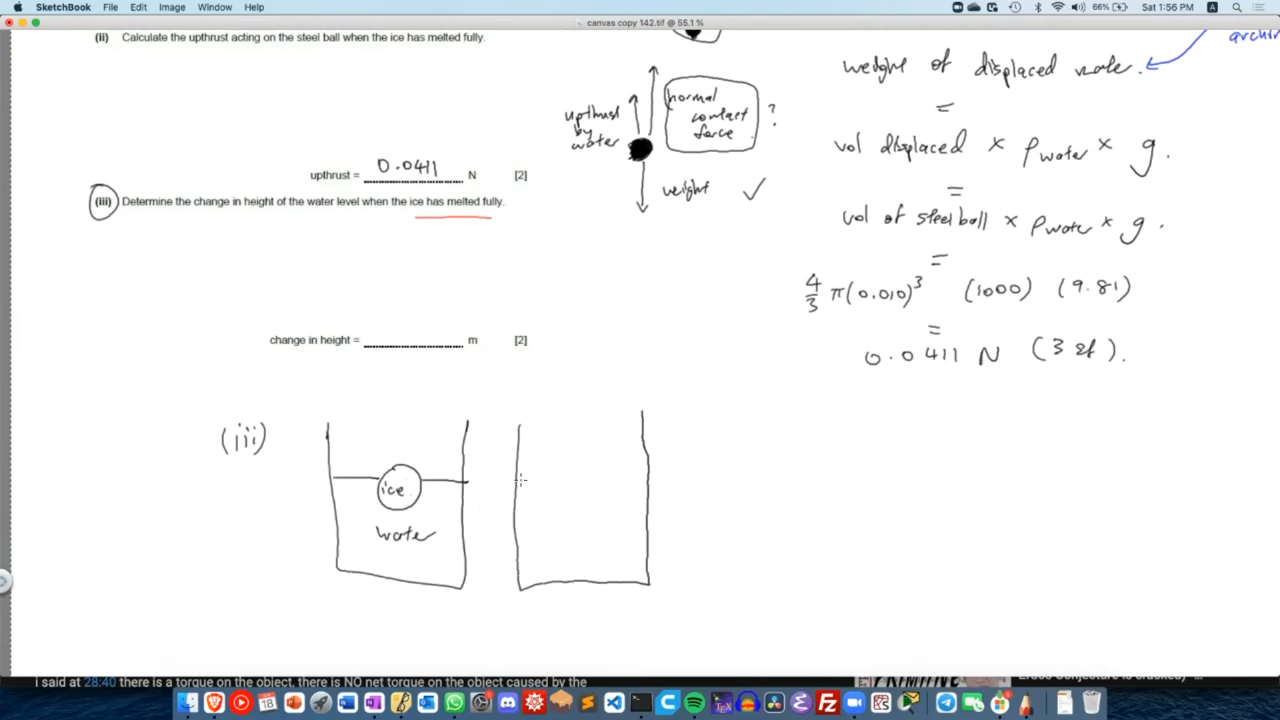 SketchBook File Edit Image Window Help
66% Sat 1:56 PM
canvas copy 142.tif @ 55.1 %
(ii) Calculate the upthrust acting on the steel ball when the ice has melted fully.
upthrust by water
normal contact force
?
weight ✓
upthrust = 0.0411 N [2]
(iii) Determine the change in height of the water level when the ice has melted fully.
change in height = N m [2]
weight of displaced water.
=
vol displaced × ρwater × g.
=
vol of steel ball × ρwater × g.
=
4/3 π(0.010)³ (1000) (9.81)
=
0.0411 N (3 sf).
(iii)
ice
water
I said at 28:40 there is a torque on the object, there is NO net torque on the object caused by the